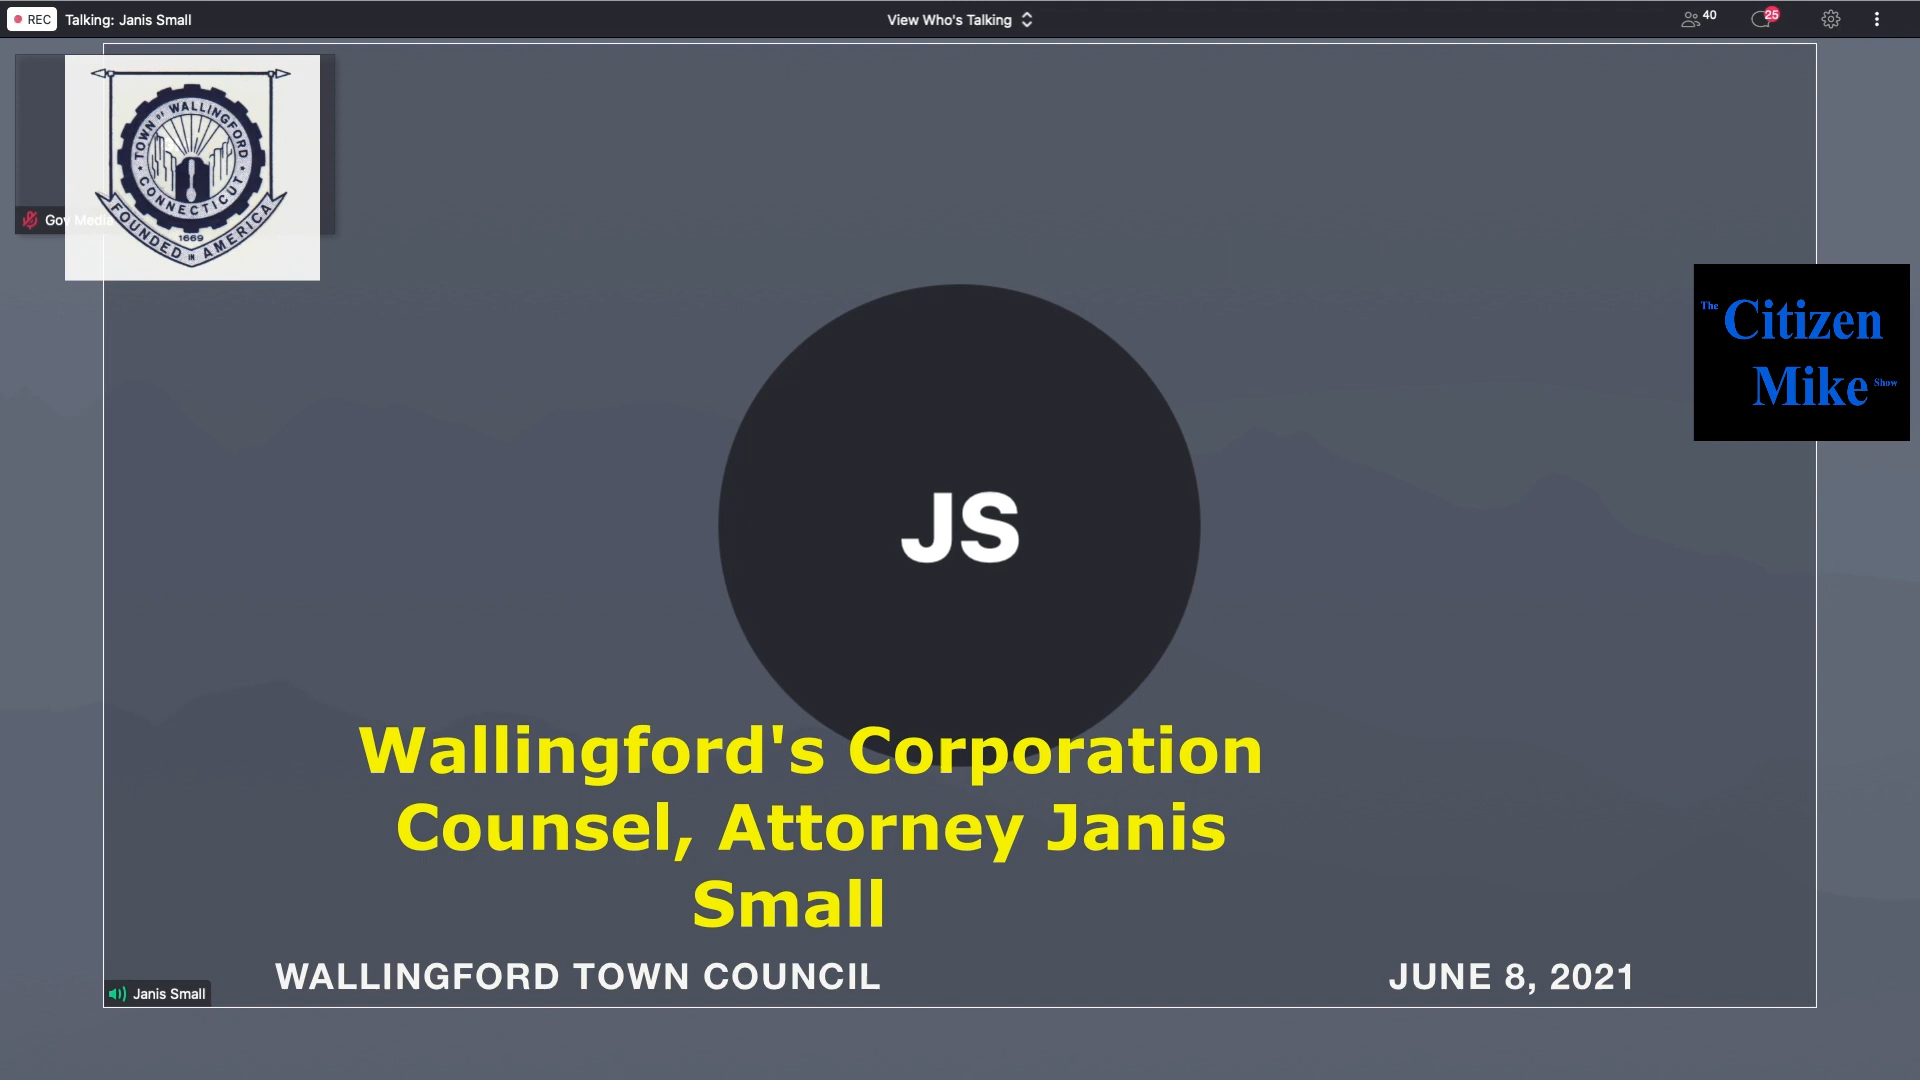 REC
Talking: Janis Small
View Who's Talking
40
25
TOWN OF WALLINGFORD
CONNECTICUT
1669
FOUNDED IN AMERICA
Gov Media
The
Citizen
Mike Show
JS
Wallingford's Corporation
Counsel, Attorney Janis
Small
WALLINGFORD TOWN COUNCIL
JUNE 8, 2021
Janis Small